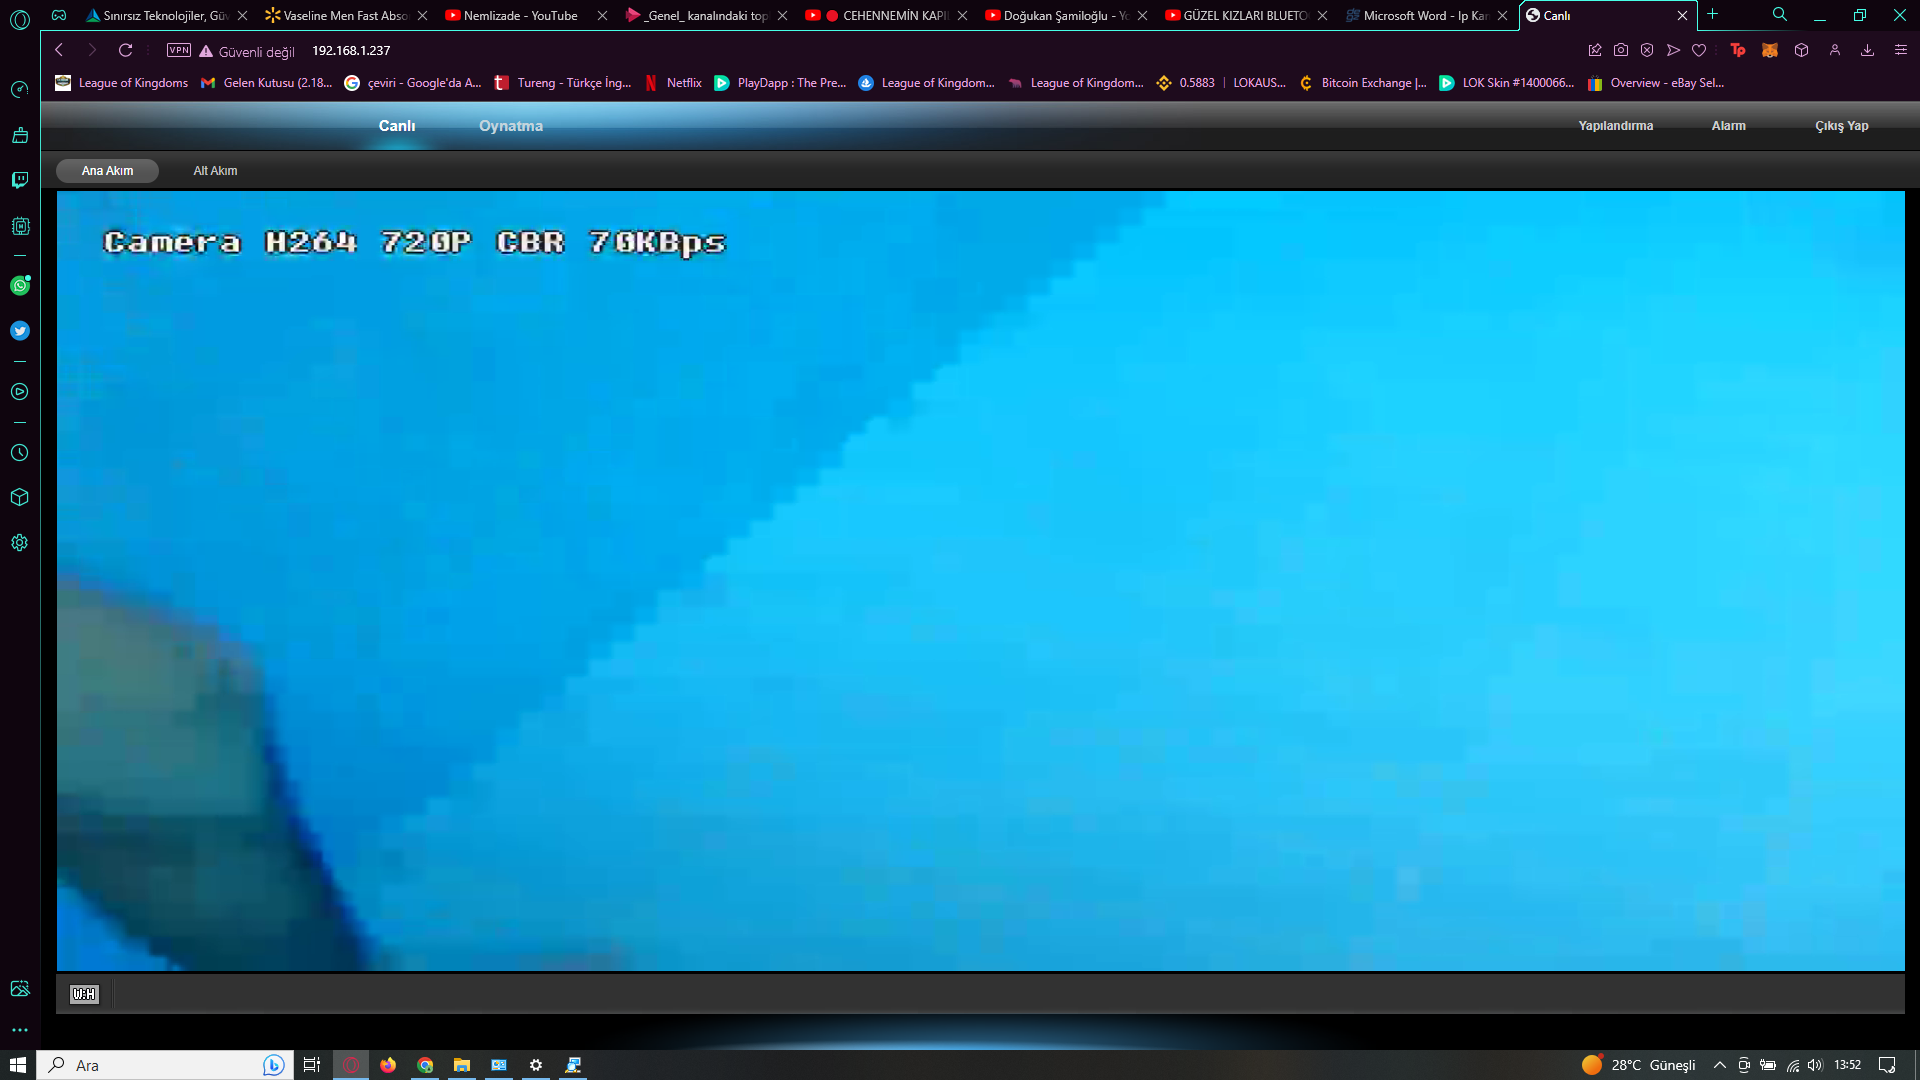 Sınırsız Teknolojiler, Güv
Vaseline Men Fast Abso
Nemlizade - YouTube
_Genel_ kanalındaki top
CEHENNEMİN KAPI
Doğukan Şamiloğlu - Yo
GÜZEL KIZLARI BLUETO
Microsoft Word - Ip Kar
Canlı
VPN
Güvenli değil
192.168.1.237
Tp
League of Kingdoms
Gelen Kutusu (2.18...
çeviri - Google'da A...
Tureng - Türkçe İng...
Netflix
PlayDapp : The Pre...
League of Kingdom...
League of Kingdom...
0.5883 | LOKAUS...
Bitcoin Exchange |...
LOK Skin #1400066...
Overview - eBay Sel...
Canlı
Oynatma
Yapılandırma
Alarm
Çıkış Yap
Ana Akım
Alt Akım
Camera H264 720P CBR 70KBps
W:H
Ara
28°C Güneşli
13:52